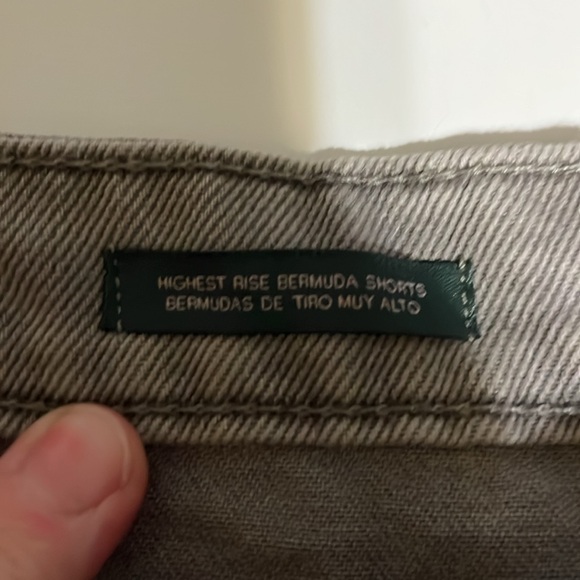 HIGHEST RISE BERMUDA SHORTS
BERMUDAS DE TIRO MUY ALTO